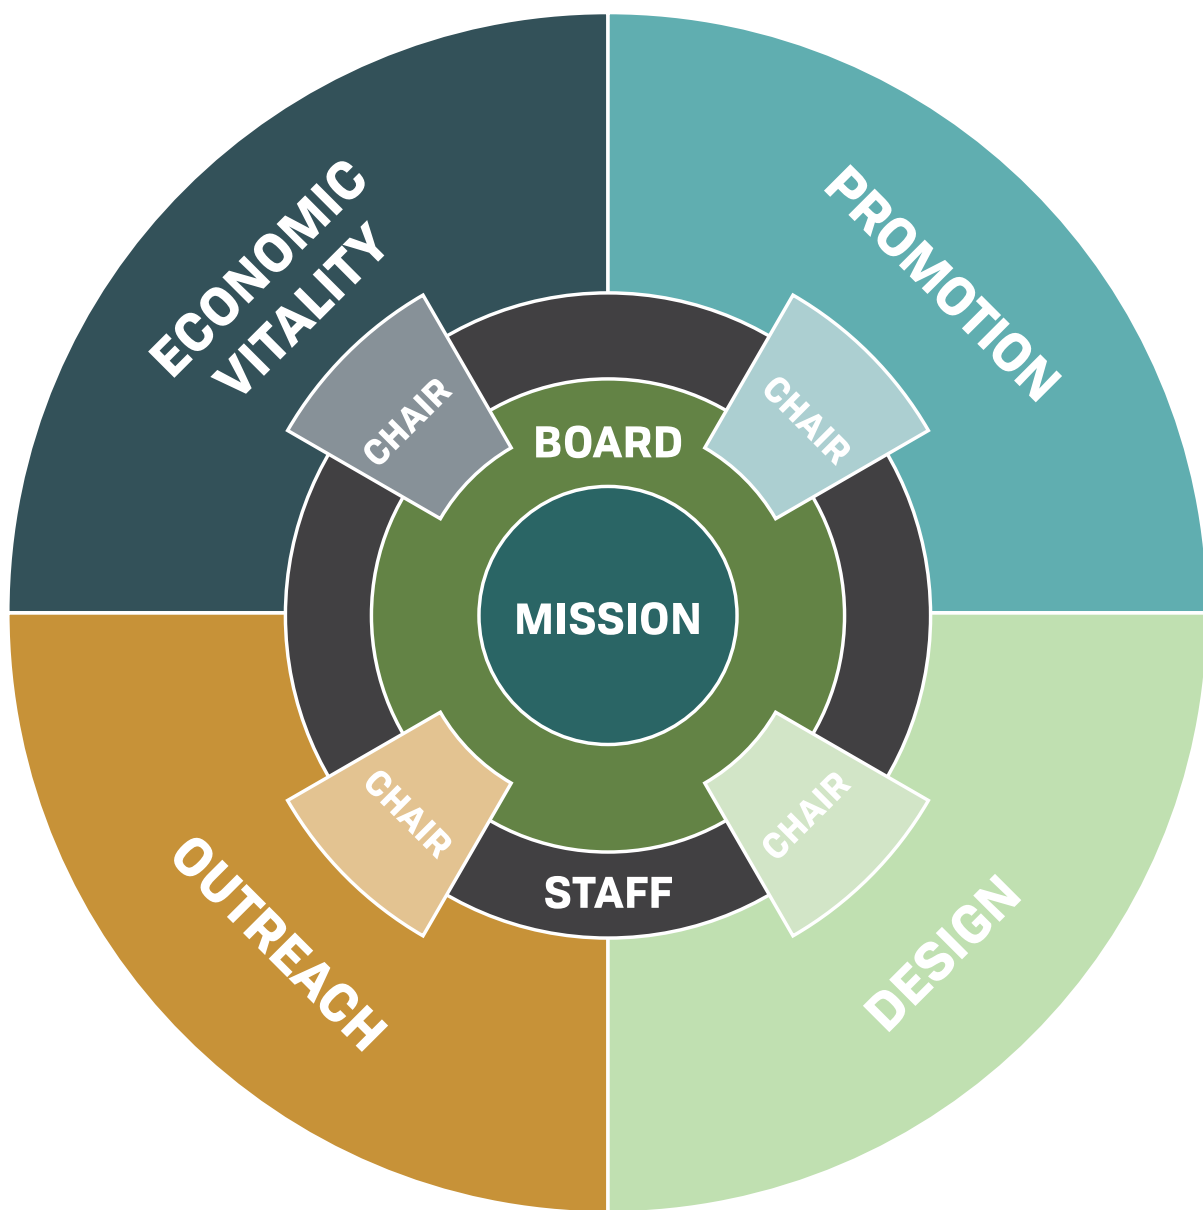 ECONOMIC
VITALITY
PROMOTION
CHAIR
CHAIR
BOARD
MISSION
CHAIR
CHAIR
STAFF
OUTREACH
DESIGN